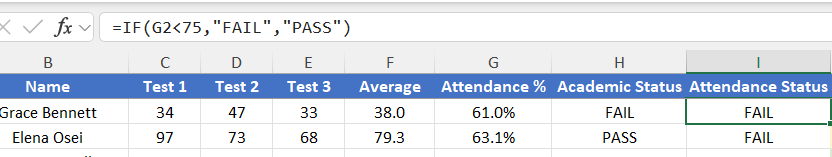 fx =IF(G2<75,"FAIL","PASS")
B C D E F G H I
Name Test 1 Test 2 Test 3 Average Attendance % Academic Status Attendance Status
Grace Bennett 34 47 33 38.0 61.0% FAIL FAIL
Elena Osei 97 73 68 79.3 63.1% PASS FAIL